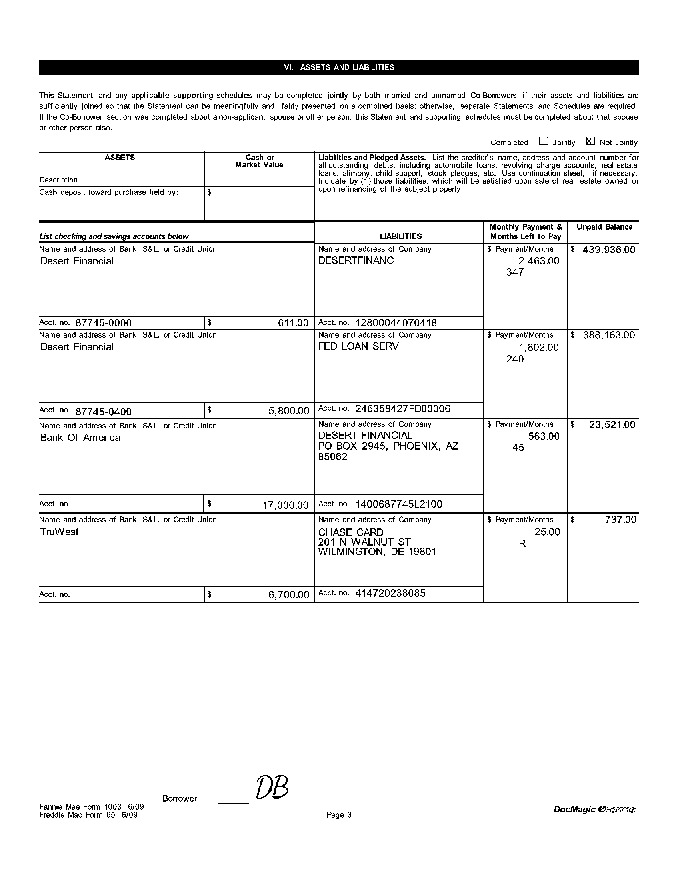 VI. ASSETS AND LIABILITIES
This Statement and any applicable supporting schedules may be completed jointly by both married and unmarried Co-Borrowers if their assets and liabilities are
sufficiently joined so that the Statement can be meaningfully and fairly presented on a combined basis; otherwise, separate Statements and Schedules are required.
If the Co-Borrower section was completed about a non-applicant spouse or other person, this Statement and supporting schedules must be completed about that spouse
or other person also.
Completed Jointly X Not Jointly
ASSETS
Cash or
Market Value
Description
Cash deposit toward purchase held by: $
Liabilities and Pledged Assets. List the creditor's name, address and account number for
all outstanding debts, including automobile loans, revolving charge accounts, real estate
loans, alimony, child support, stock pledges, etc. Use continuation sheet, if necessary.
Indicate by (*) those liabilities, which will be satisfied upon sale of real estate owned or
upon refinancing of the subject property.
List checking and savings accounts below
LIABILITIES
Monthly Payment &
Months Left To Pay
Unpaid Balance
Name and address of Bank, S&L, or Credit Union
Desert Financial
Acct. no. 87745-0000 $ 611.00
Name and address of Company
DESERTFINANC
Acct. no. 12800044070418
$ Payment/Months
2,463.00
347
$ 439,936.00
Name and address of Bank, S&L, or Credit Union
Desert Financial
Acct. no. 87745-0400 $ 5,800.00
Name and address of Company
FED LOAN SERV
Acct. no. 246359427FD00006
$ Payment/Months
1,802.00
240
$ 388,163.00
Name and address of Bank, S&L, or Credit Union
Bank Of America
Acct. no. $ 17,000.00
Name and address of Company
DESERT FINANCIAL
PO BOX 2945, PHOENIX, AZ
85062
Acct. no. 1400687745L2100
$ Payment/Months
563.00
45
$ 23,521.00
Name and address of Bank, S&L, or Credit Union
TruWest
Acct. no. $ 6,700.00
Name and address of Company
CHASE CARD
201 N WALNUT ST
WILMINGTON, DE 19801
Acct. no. 414720238085
$ Payment/Months
25.00
R
$ 737.00
Borrower DB
Fannie Mae Form 1003 6/09
Freddie Mac Form 65 6/09
Page 3
DocMagic